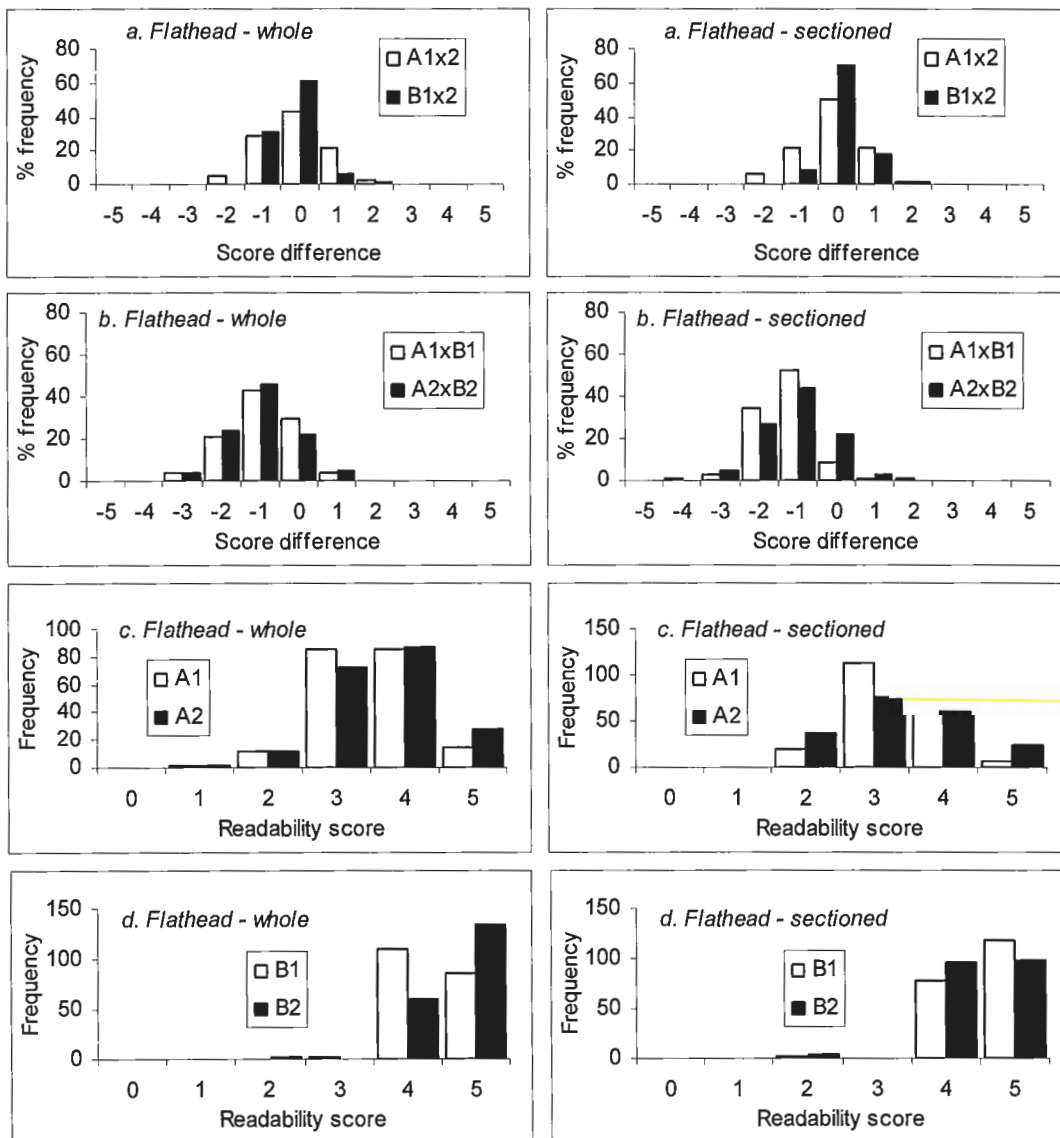 a. Flathead - whole
A1x2
B1x2
% frequency
80
60
40
20
0
-5 -4 -3 -2 -1 0 1 2 3 4 5
Score difference
a. Flathead - sectioned
A1x2
B1x2
% frequency
80
60
40
20
0
-5 -4 -3 -2 -1 0 1 2 3 4 5
Score difference
b. Flathead - whole
A1xB1
A2xB2
% frequency
80
60
40
20
0
-5 -4 -3 -2 -1 0 1 2 3 4 5
Score difference
b. Flathead - sectioned
A1xB1
A2xB2
% frequency
80
60
40
20
0
-5 -4 -3 -2 -1 0 1 2 3 4 5
Score difference
c. Flathead - whole
A1
A2
Frequency
100
80
60
40
20
0
0 1 2 3 4 5
Readability score
c. Flathead - sectioned
A1
A2
Frequency
150
100
50
0
0 1 2 3 4 5
Readability score
d. Flathead - whole
B1
B2
Frequency
150
100
50
0
0 1 2 3 4 5
Readability score
d. Flathead - sectioned
B1
B2
Frequency
150
100
50
0
0 1 2 3 4 5
Readability score